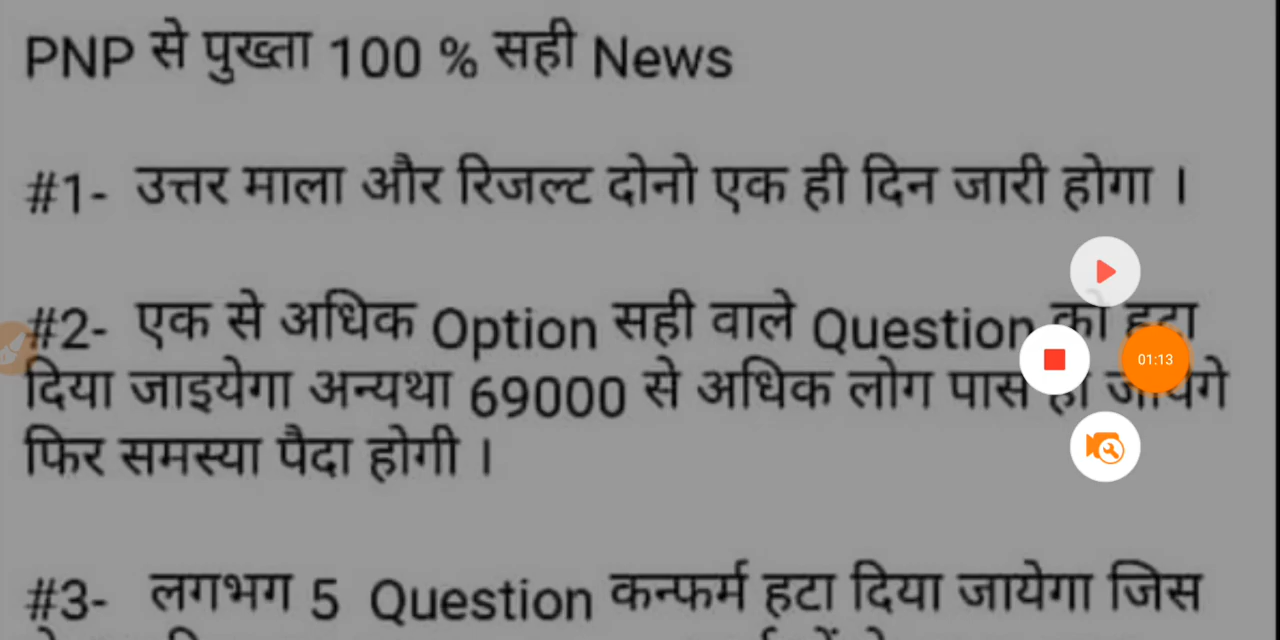 PNP से पुख्ता 100 % सही News
#1- उत्तर माला और रिजल्ट दोनो एक ही दिन जारी होगा ।
#2- एक से अधिक Option सही वाले Question को हटा
दिया जाइयेगा अन्यथा 69000 से अधिक लोग पास हो जायेगे
फिर समस्या पैदा होगी ।
#3- लगभग 5 Question कन्फर्म हटा दिया जायेगा जिस
01:13